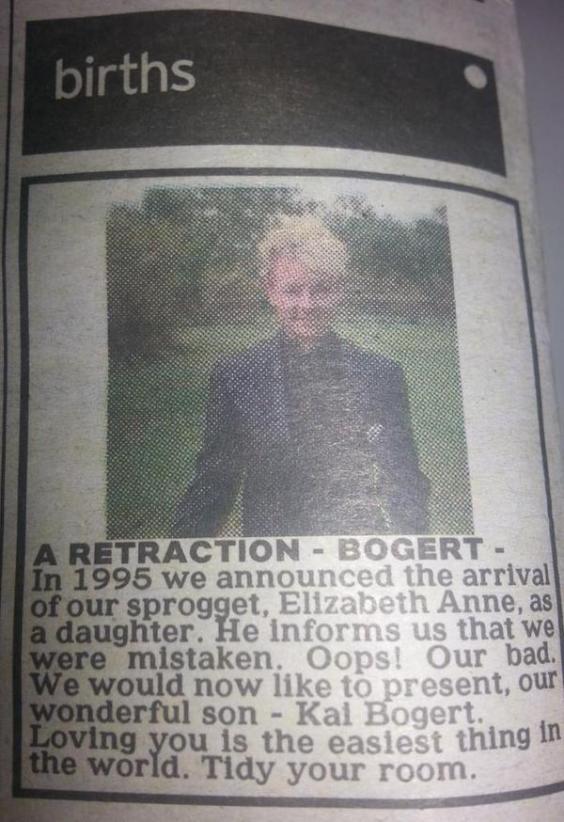 births
A RETRACTION - BOGERT -
In 1995 we announced the arrival
of our sprogget, Elizabeth Anne, as
a daughter. He informs us that we
were mistaken. Oops! Our bad.
We would now like to present, our
wonderful son - Kai Bogert.
Loving you is the easiest thing in
the world. Tidy your room.